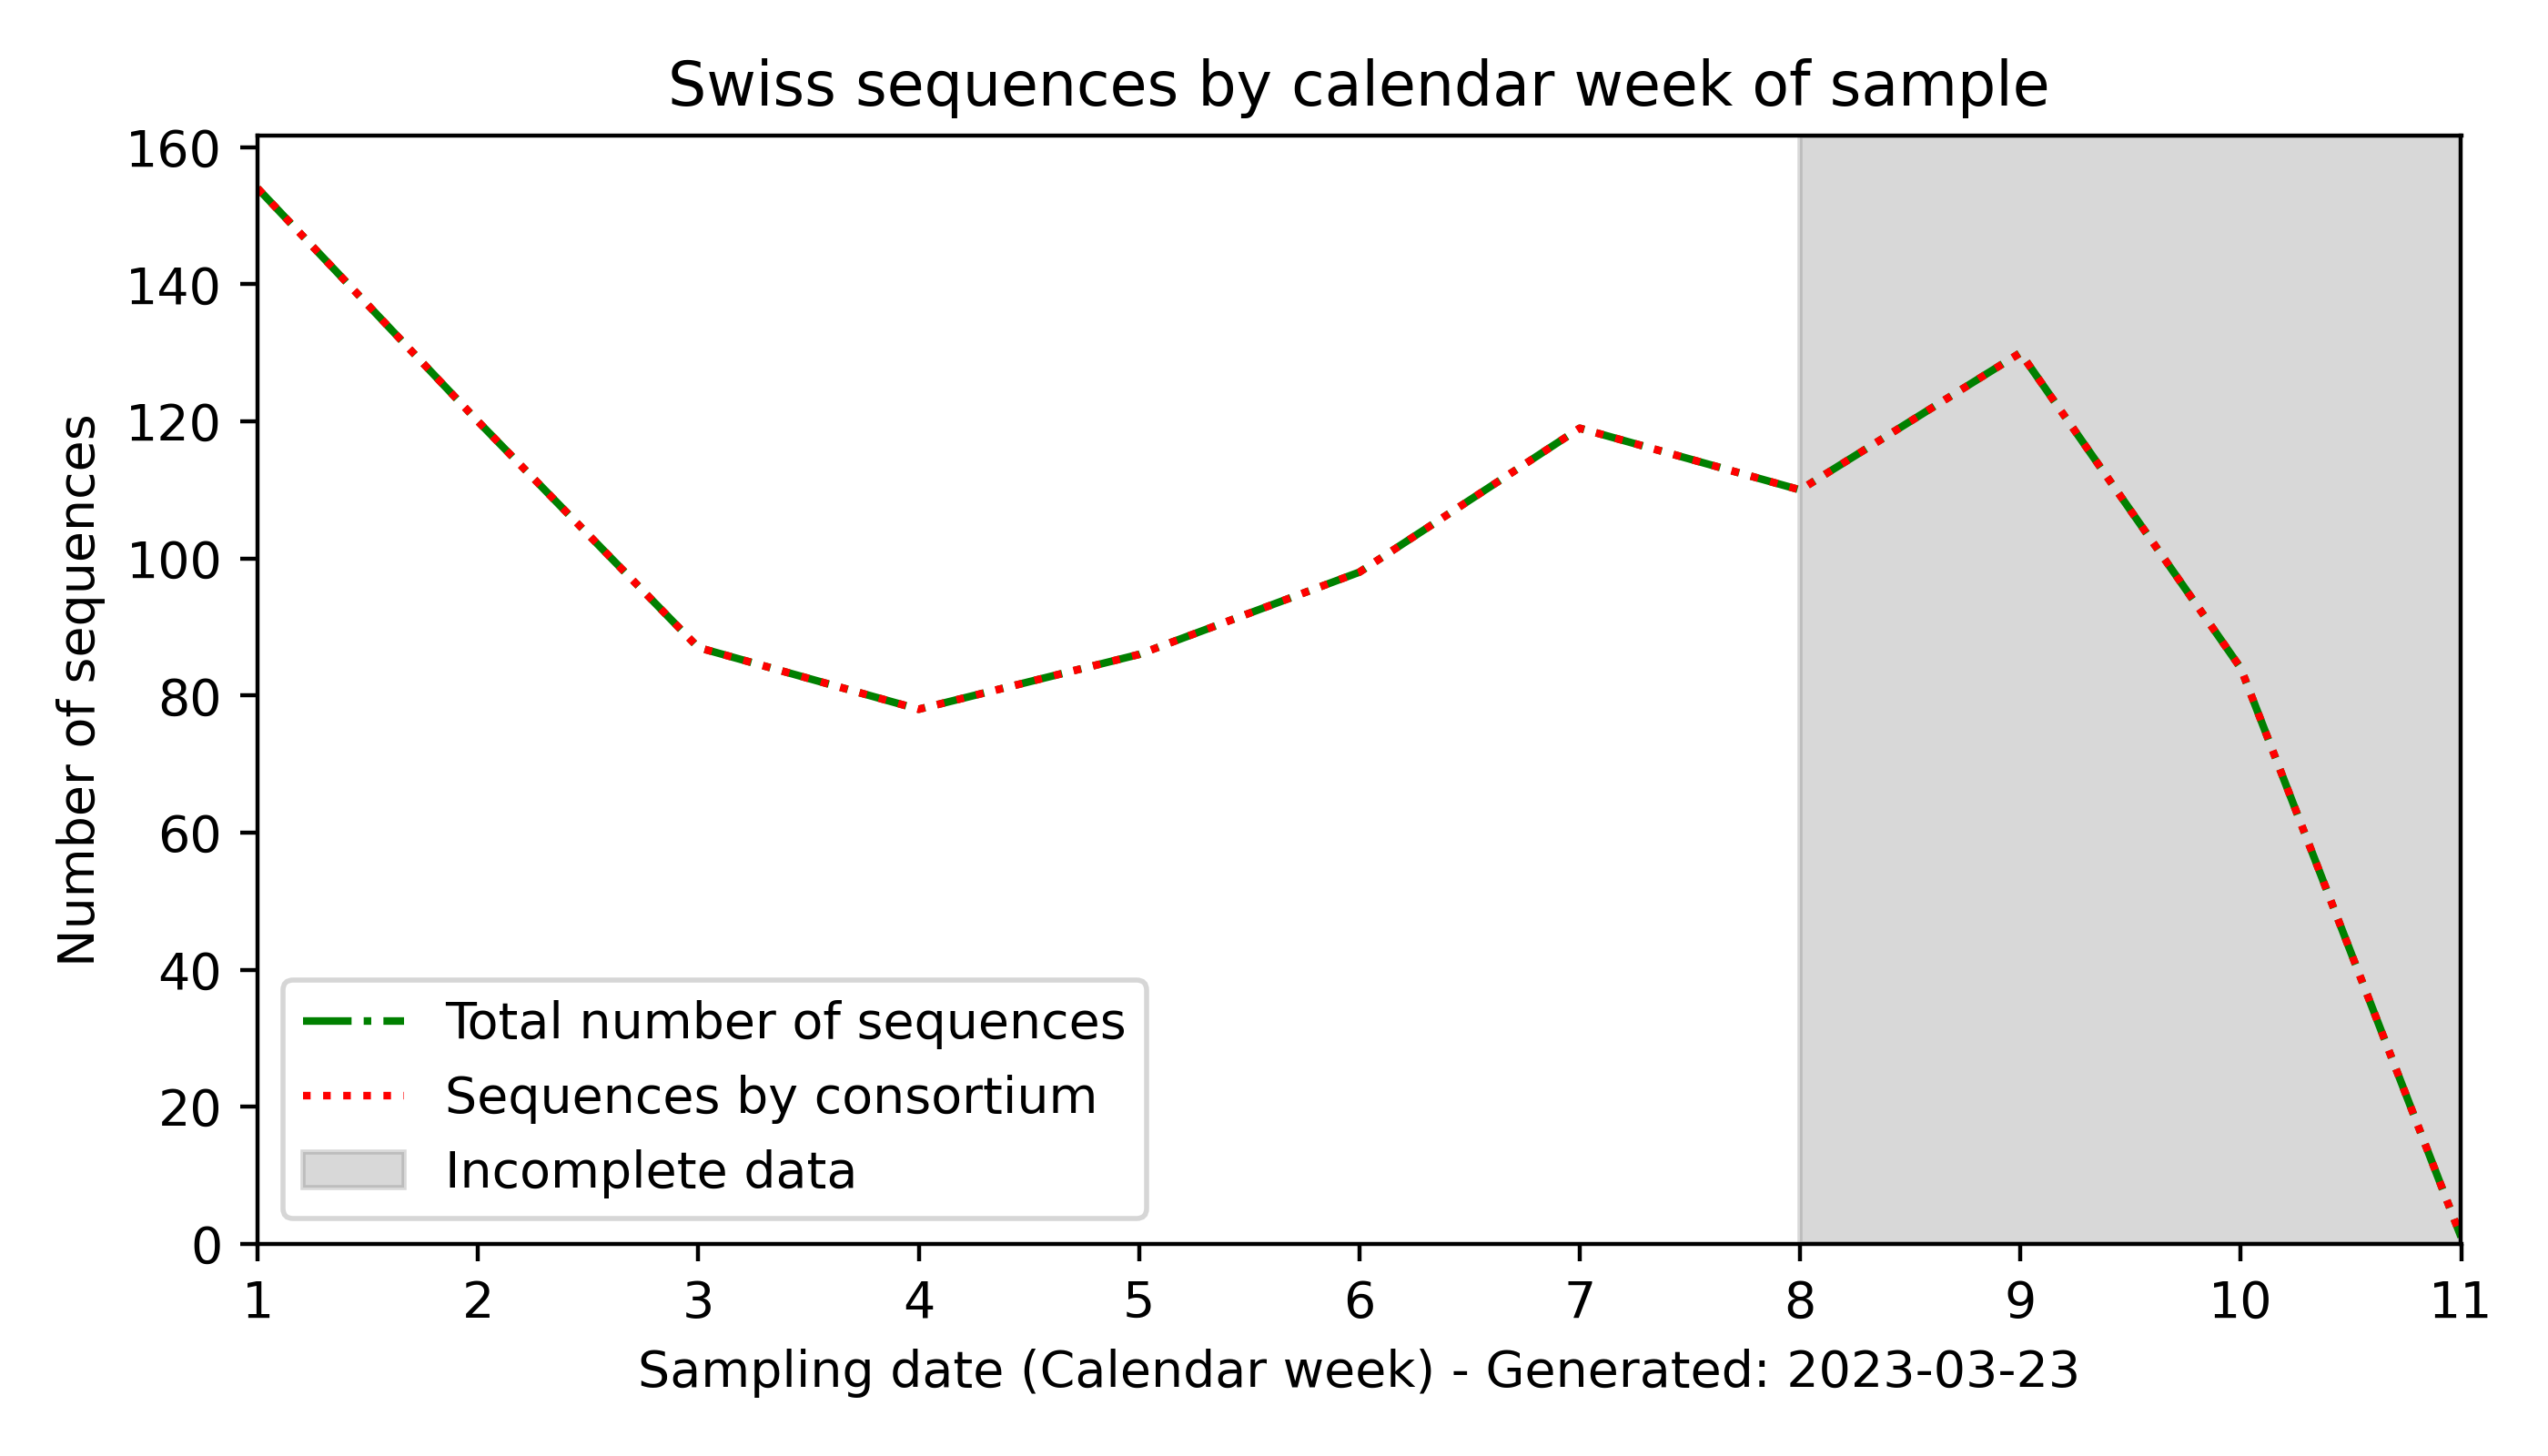 Swiss sequences by calendar week of sample
Number of sequences
160
140
120
100
80
60
40
20
0
Total number of sequences
Sequences by consortium
Incomplete data
1 2 3 4 5 6 7 8 9 10 11
Sampling date (Calendar week) - Generated: 2023-03-23